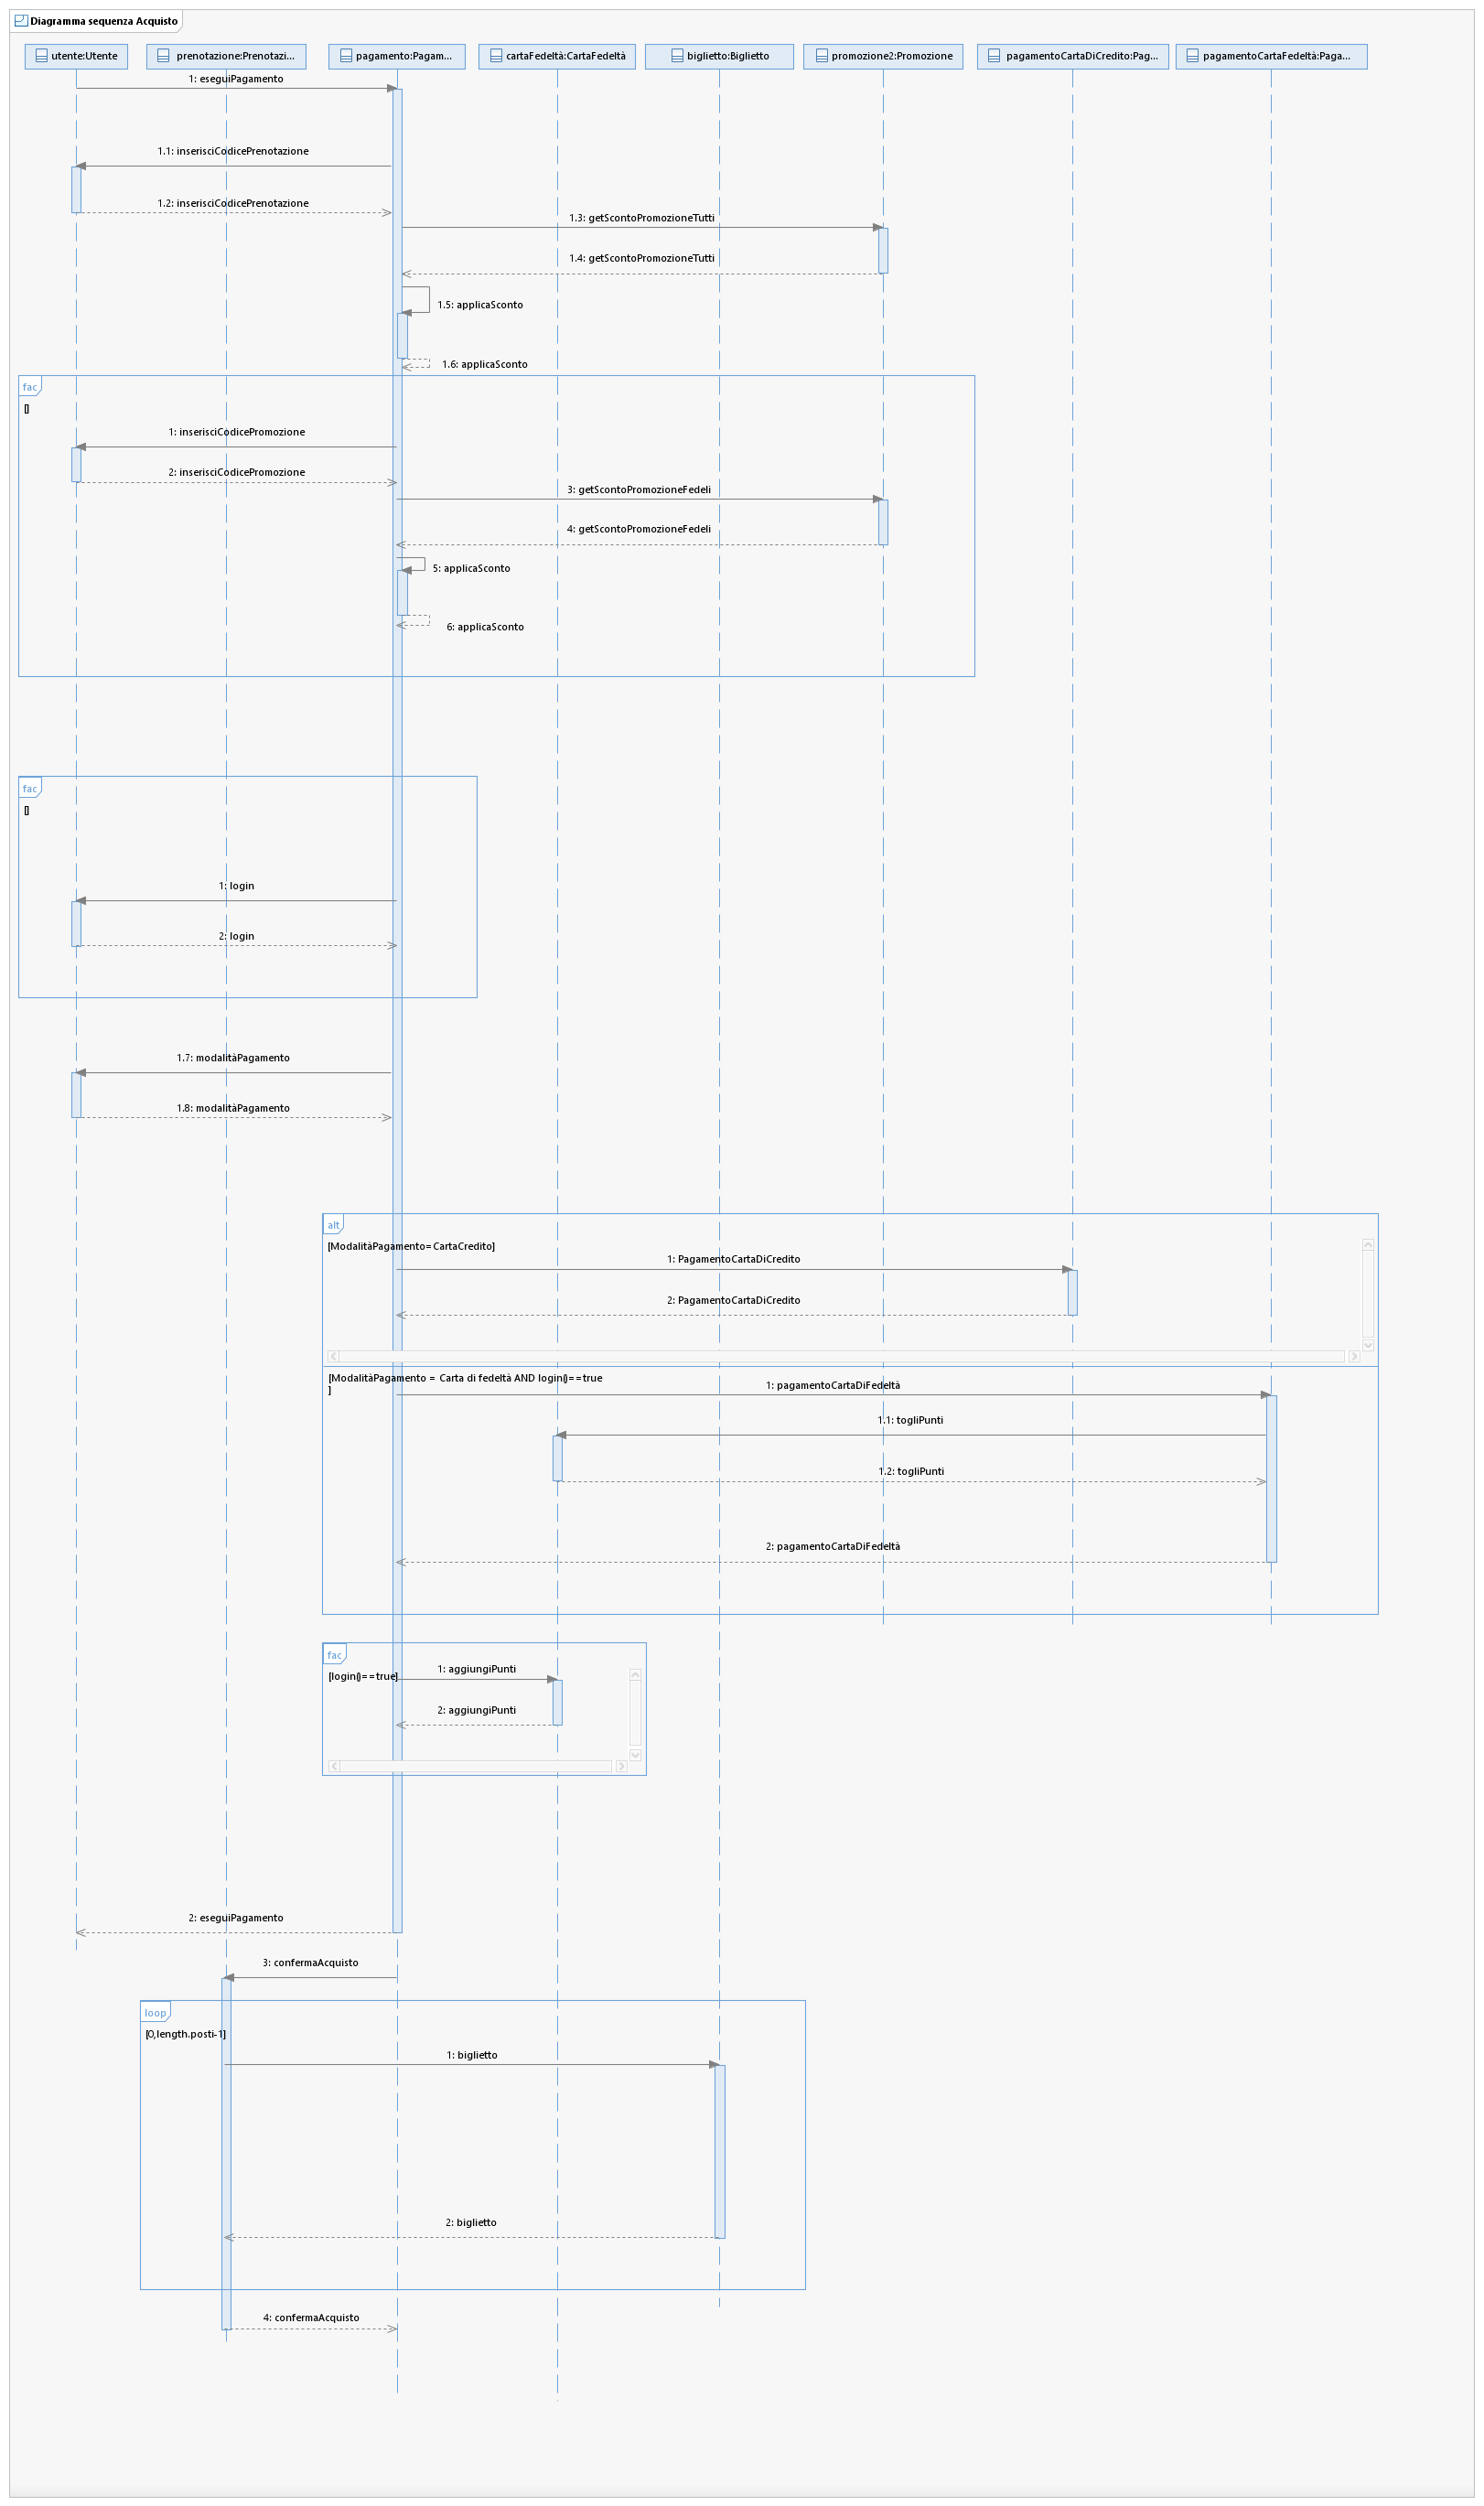 Diagramma sequenza Acquisto
utente:Utente
prenotazione:Prenotazi...
pagamento:Pagam...
cartaFedeltà:CartaFedeltà
biglietto:Biglietto
promozione2:Promozione
pagamentoCartaDiCredito:Pag...
pagamentoCartaFedeltà:Paga...
1: eseguiPagamento
1.1: inserisciCodicePrenotazione
1.2: inserisciCodicePrenotazione
1.3: getScontoPromozioneTutti
1.4: getScontoPromozioneTutti
1.5: applicaSconto
1.6: applicaSconto
fac
[]
1: inserisciCodicePromozione
2: inserisciCodicePromozione
3: getScontoPromozioneFedeli
4: getScontoPromozioneFedeli
5: applicaSconto
6: applicaSconto
fac
[]
1: login
2: login
1.7: modalitàPagamento
1.8: modalitàPagamento
alt
[ModalitàPagamento=CartaCredito]
1: PagamentoCartaDiCredito
2: PagamentoCartaDiCredito
[ModalitàPagamento = Carta di fedeltà AND login()==true
]
1: pagamentoCartaDiFedeltà
1.1: togliPunti
1.2: togliPunti
2: pagamentoCartaDiFedeltà
fac
[login()==true]
1: aggiungiPunti
2: aggiungiPunti
2: eseguiPagamento
3: confermaAcquisto
loop
[0,length.posti-1]
1: biglietto
2: biglietto
4: confermaAcquisto